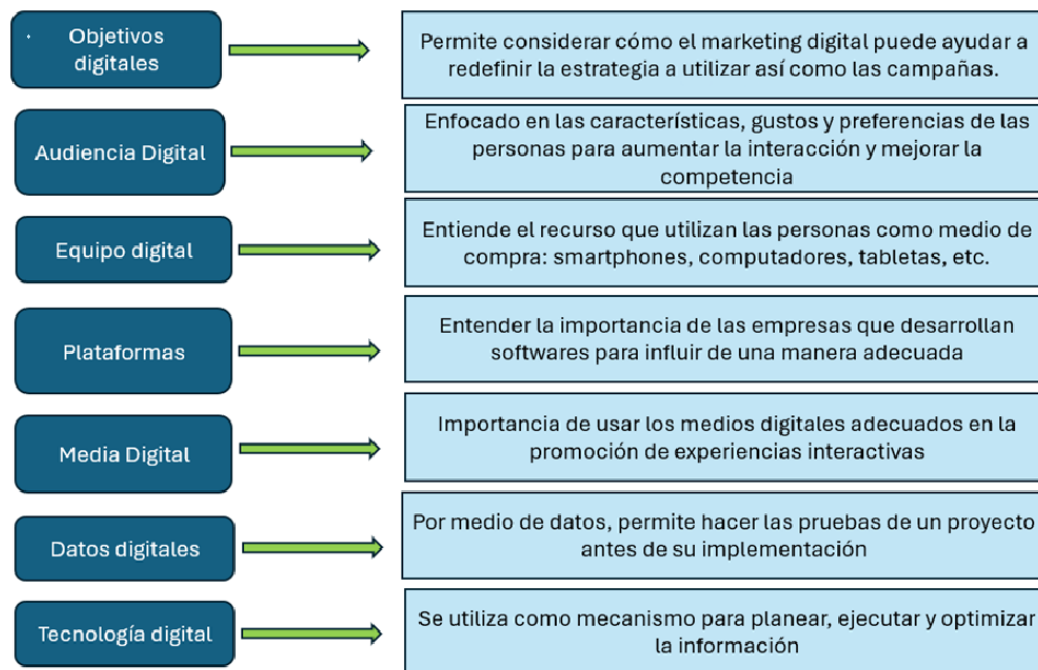 Objetivos
digitales
Permite considerar cómo el marketing digital puede ayudar a
redefinir la estrategia a utilizar así como las campañas.
Audiencia Digital
Enfocado en las características, gustos y preferencias de las
personas para aumentar la interacción y mejorar la
competencia
Equipo digital
Entiende el recurso que utilizan las personas como medio de
compra: smartphones, computadores, tabletas, etc.
Plataformas
Entender la importancia de las empresas que desarrollan
softwares para influir de una manera adecuada
Media Digital
Importancia de usar los medios digitales adecuados en la
promoción de experiencias interactivas
Datos digitales
Por medio de datos, permite hacer las pruebas de un proyecto
antes de su implementación
Tecnología digital
Se utiliza como mecanismo para planear, ejecutar y optimizar
la información